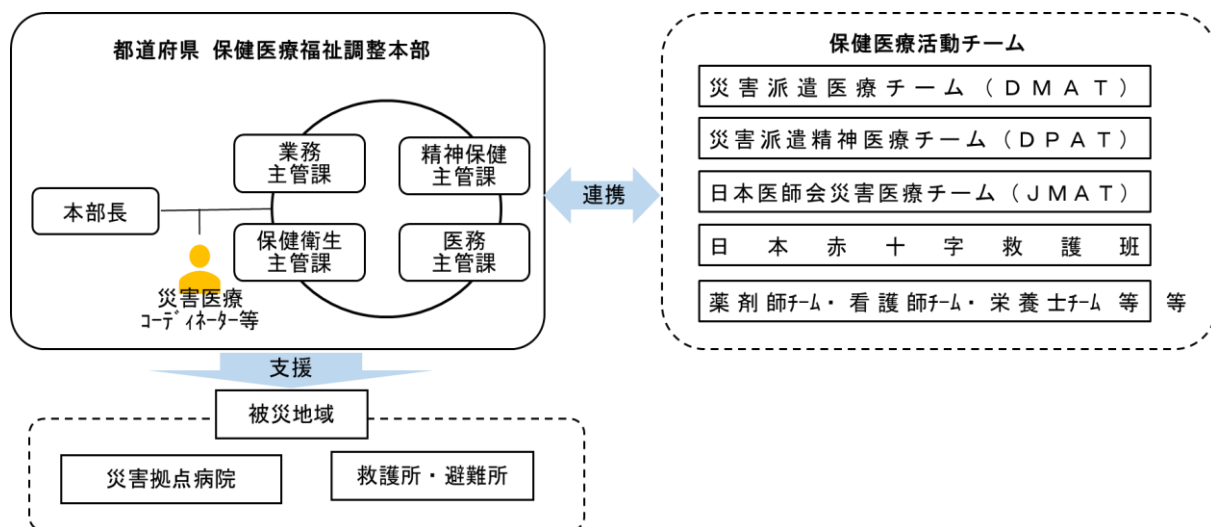 都道府県 保健医療福祉調整本部
業務
主管課
精神保健
主管課
本部長
保健衛生
主管課
医務
主管課
災害医療
ｺｰﾃﾞｨﾈｰﾀｰ等
連携
保健医療活動チーム
災害派遣医療チーム（ＤＭＡＴ）
災害派遣精神医療チーム（ＤＰＡＴ）
日本医師会災害医療チーム（ＪＭＡＴ）
日本赤十字救護班
薬剤師ﾁｰﾑ・看護師ﾁｰﾑ・栄養士ﾁｰﾑ 等 等
支援
被災地域
災害拠点病院
救護所・避難所